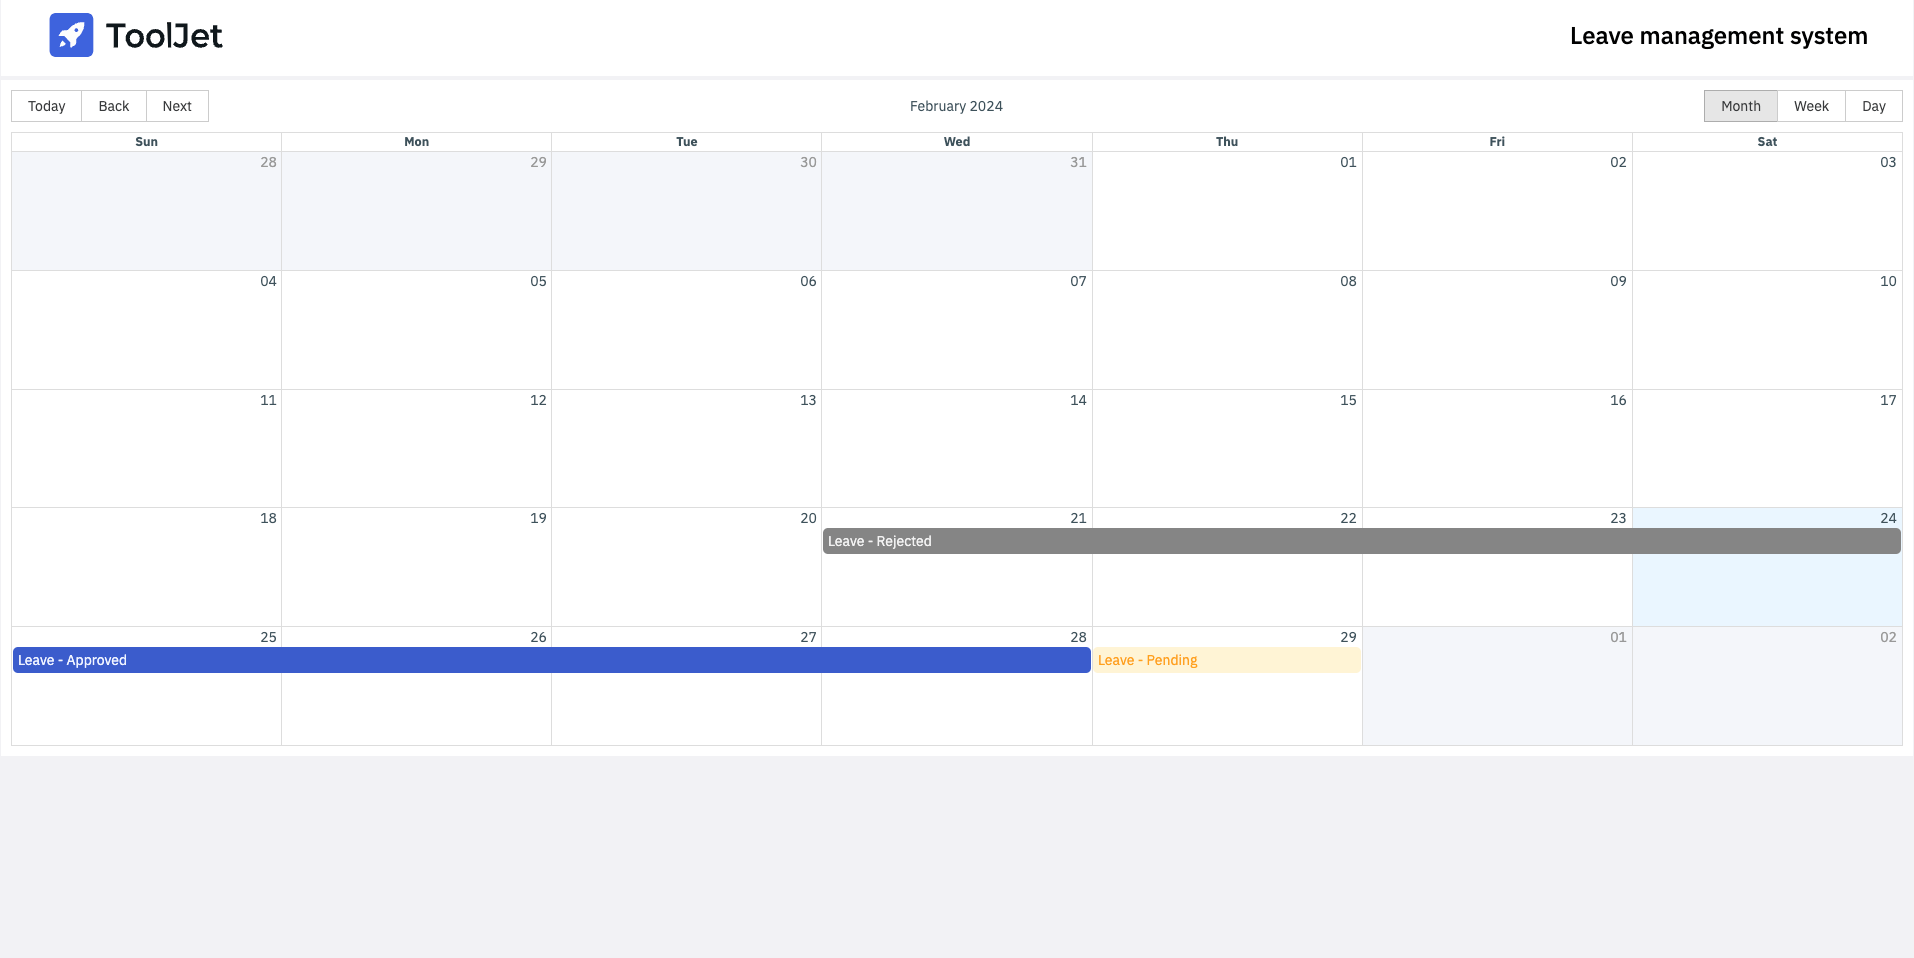 ToolJet
Leave management system
Today Back Next
February 2024
Month Week Day
Sun Mon Tue Wed Thu Fri Sat
28 29 30 31 01 02 03
04 05 06 07 08 09 10
11 12 13 14 15 16 17
18 19 20 21 22 23 24
Leave - Rejected
25 26 27 28 29 01 02
Leave - Approved
Leave - Pending